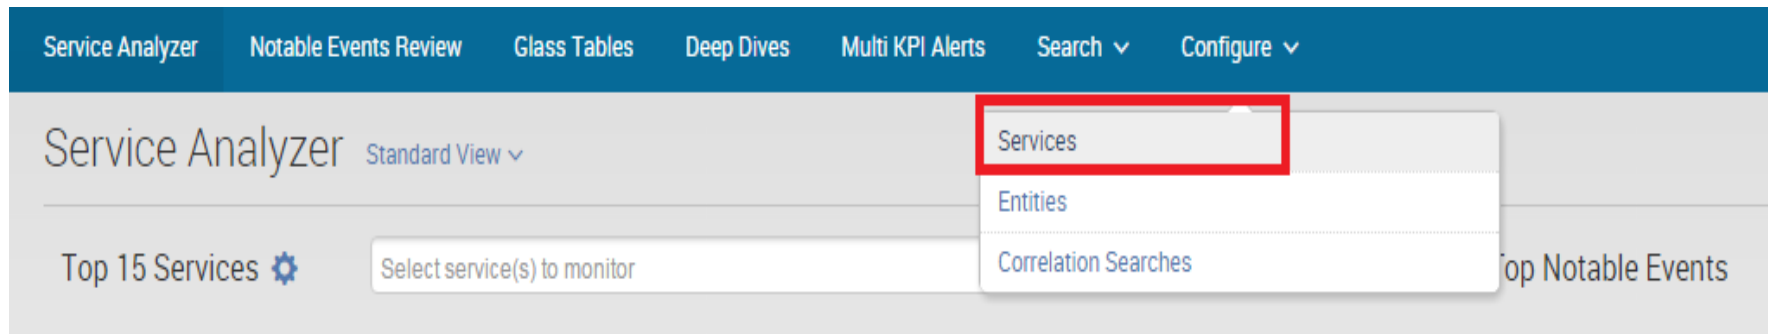 Service Analyzer Notable Events Review Glass Tables Deep Dives Multi KPI Alerts Search Configure
Service Analyzer Standard View
Services
Entities
Correlation Searches
Top 15 Services Select service(s) to monitor
Notable Events